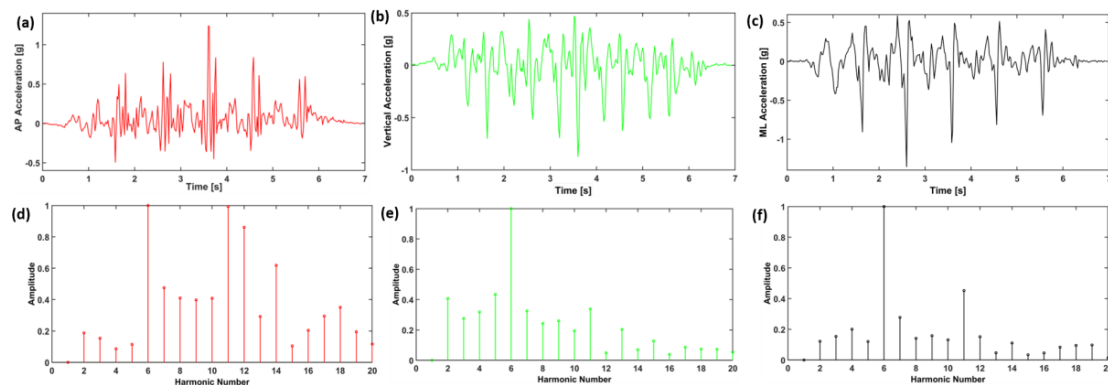 (a)
AP Acceleration [g]
1
0.5
0
-0.5
0 1 2 3 4 5 6 7
Time [s]
(b)
Vertical Acceleration [g]
0.5
0
-0.5
-1
0 1 2 3 4 5 6 7
Time [s]
(c)
ML Acceleration [g]
0.5
0
-0.5
-1
0 1 2 3 4 5 6 7
Time [s]
(d)
Amplitude
1
0.8
0.6
0.4
0.2
0
0 2 4 6 8 10 12 14 16 18 20
Harmonic Number
(e)
Amplitude
1
0.8
0.6
0.4
0.2
0
0 2 4 6 8 10 12 14 16 18 20
Harmonic Number
(f)
Amplitude
1
0.8
0.6
0.4
0.2
0
0 2 4 6 8 10 12 14 16 18 20
Harmonic Number